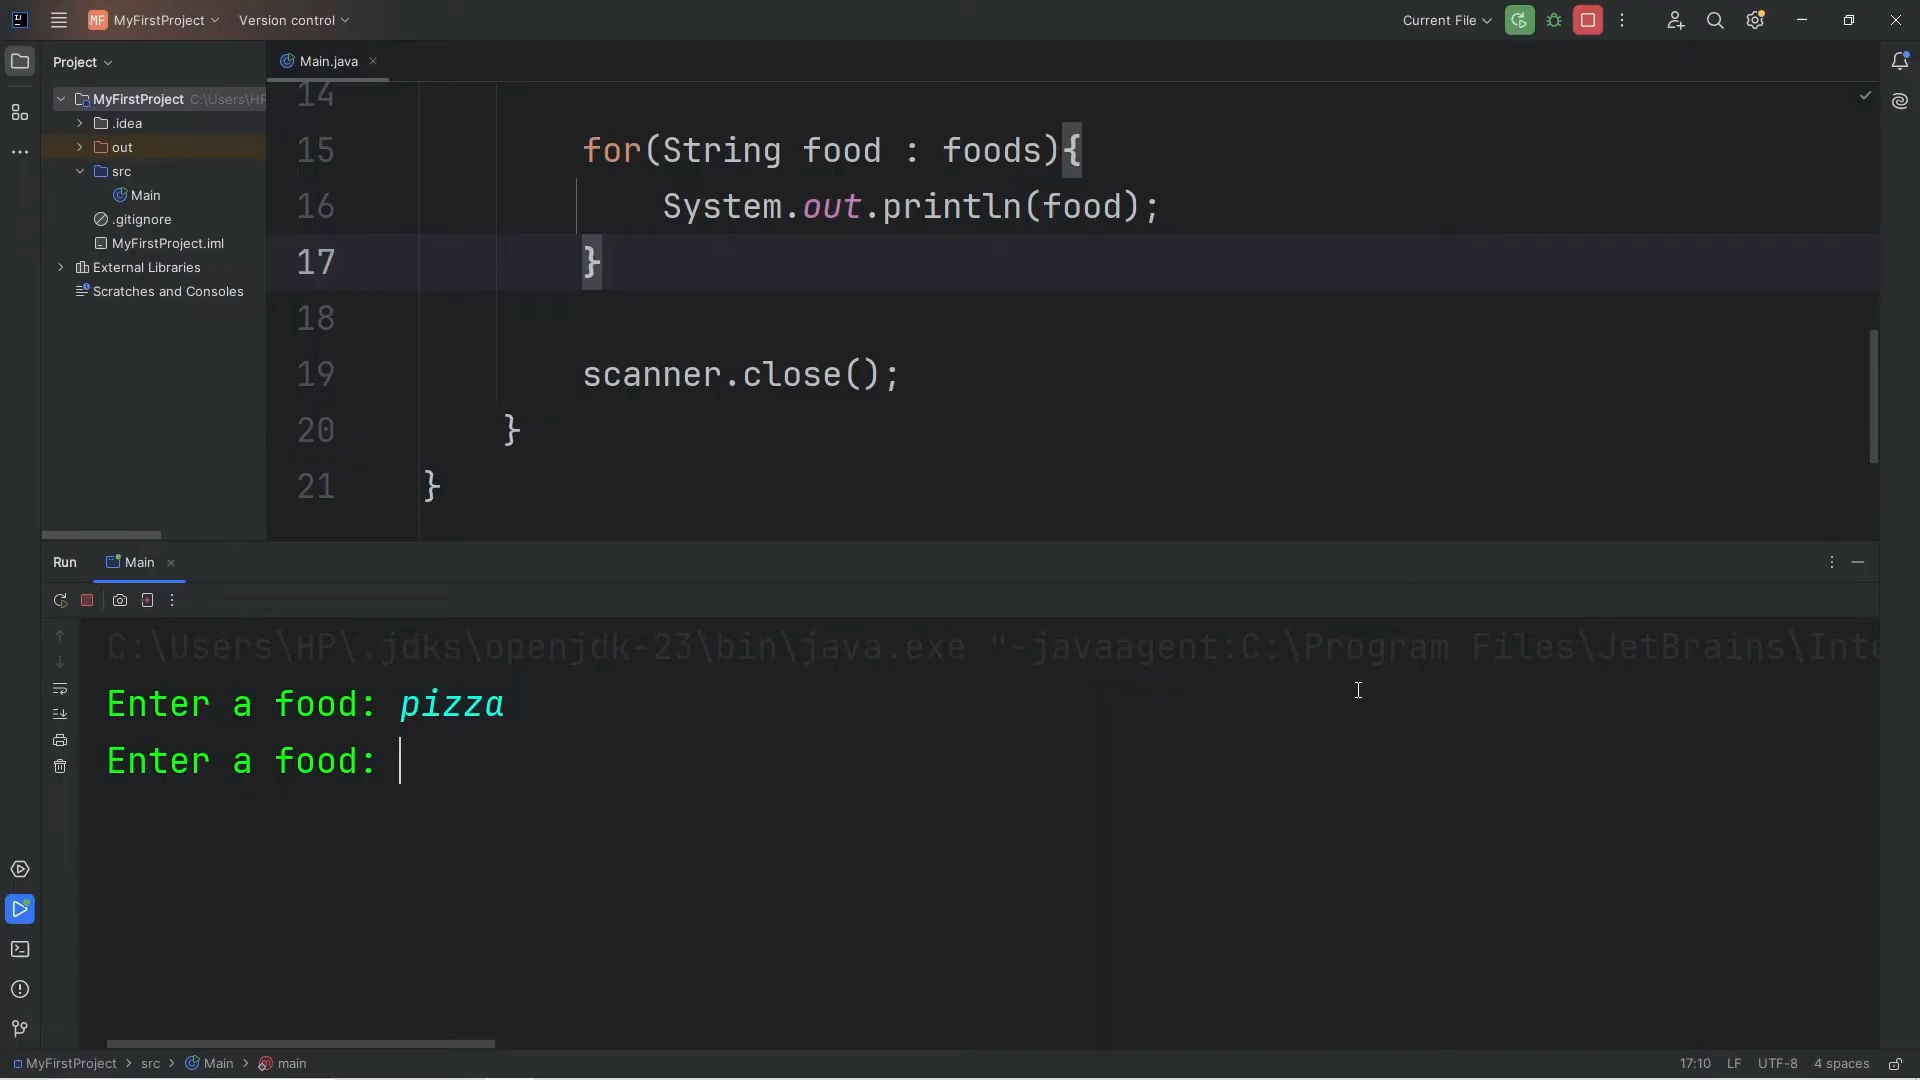 MF MyFirstProject Version control Current File
Project
Main.java
MyFirstProject C:\Users\HP
.idea
out
src
Main
.gitignore
MyFirstProject.iml
External Libraries
Scratches and Consoles
14
15 for(String food : foods){
16 System.out.println(food);
17 }
18
19 scanner.close();
20 }
21 }
Run Main
C:\Users\HP\.jdks\openjdk-23\bin\java.exe "-javaagent:C:\Program Files\JetBrains\Inte
Enter a food: pizza
Enter a food:
MyFirstProject > src > Main > main 17:10 LF UTF-8 4 spaces